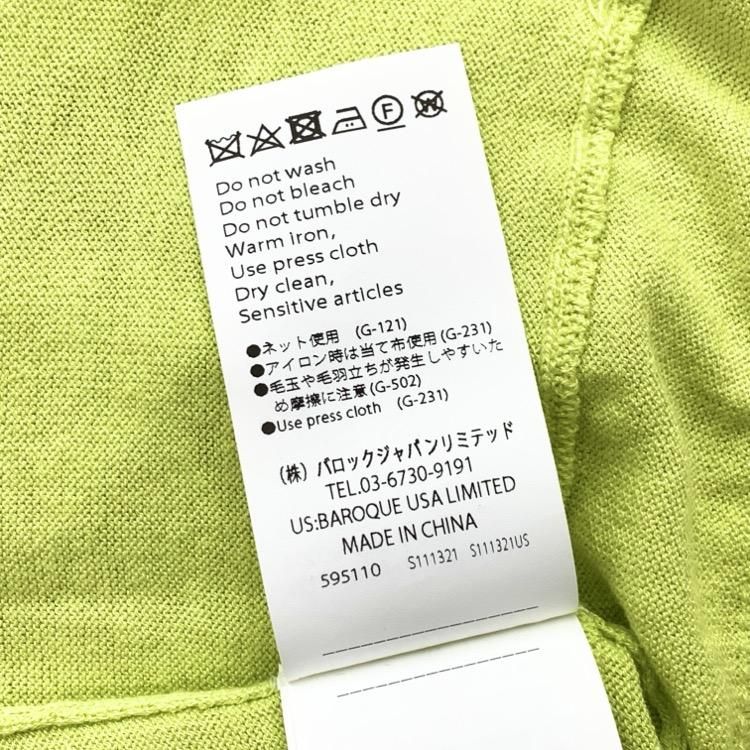 Do not wash
Do not bleach
Do not tumble dry
Warm iron,
Use press cloth
Dry clean,
Sensitive articles
●ネット使用 (G-121)
●アイロン時は当て布使用(G-231)
●毛玉や毛羽立ちが発生しやすいた
め摩擦に注意(G-502)
●Use press cloth (G-231)
(株) バロックジャパンリミテッド
TEL.03-6730-9191
US:BAROQUE USA LIMITED
MADE IN CHINA
595110 S111321 S111321US